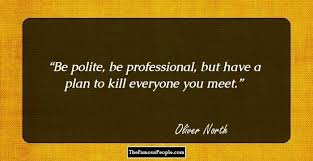 “Be polite, be professional, but have a
plan to kill everyone you meet.”
Oliver North
TheFamousPeople.com